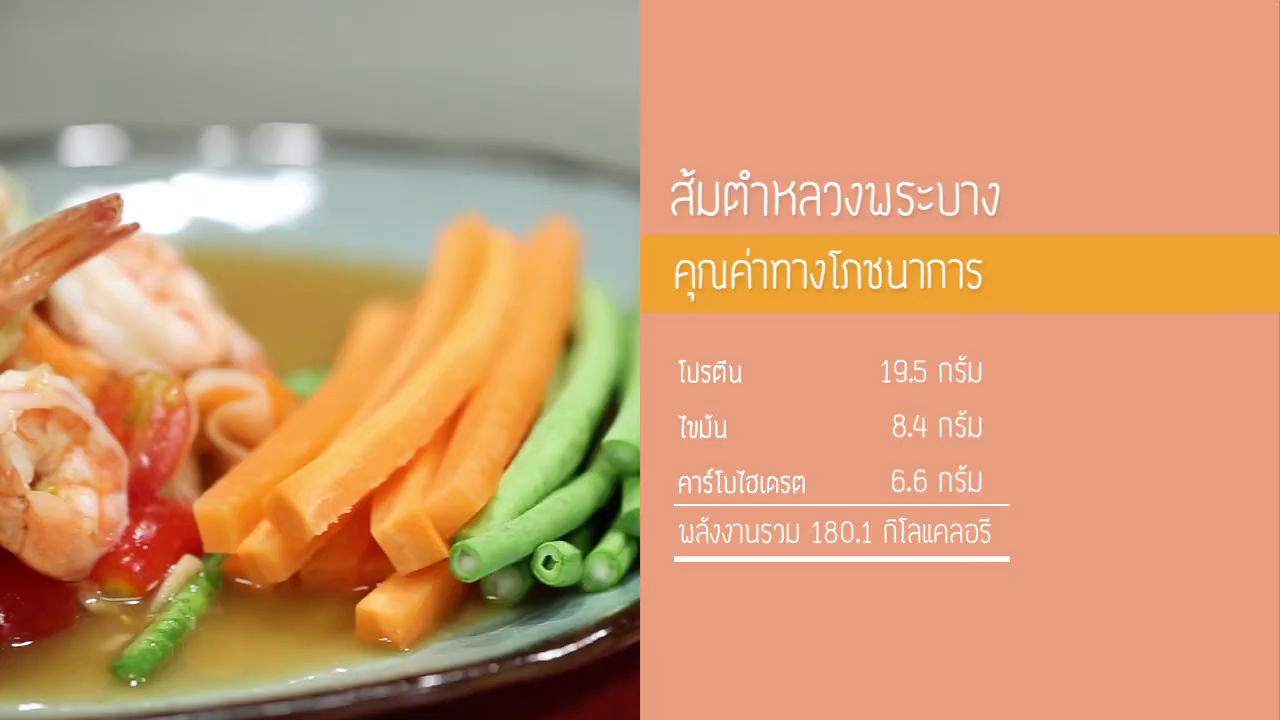 ส้มตำหลวงพระบาง
คุณค่าทางโภชนาการ
โปรตีน 19.5 กรัม
ไขมัน 8.4 กรัม
คาร์โบไฮเดรต 6.6 กรัม
พลังงานรวม 180.1 กิโลแคลอรี